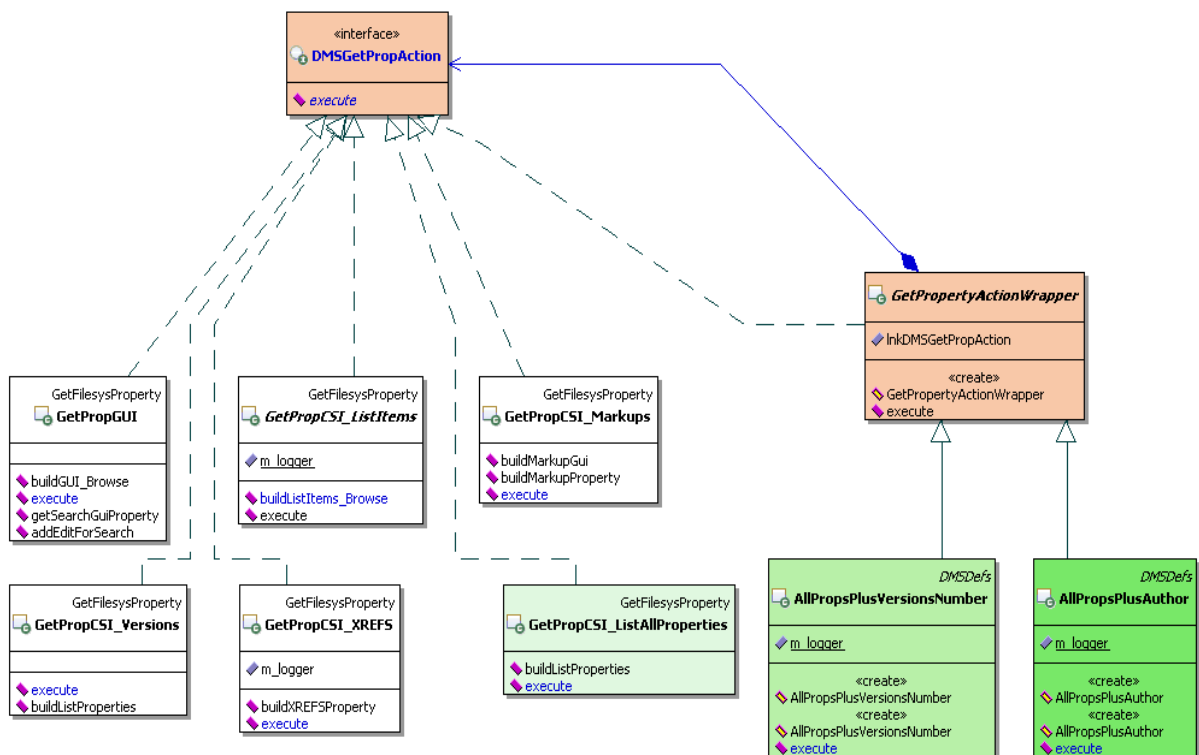 «interface»
DMSGetPropAction
execute
GetPropertyActionWrapper
lnkDMSGetPropAction
«create»
GetPropertyActionWrapper
execute
GetFilesysProperty
GetPropGUI
buildGUI_Browse
execute
getSearchGuiProperty
addEditForSearch
GetFilesysProperty
GetPropCSI_ListItems
m_logger
buildListItems_Browse
execute
GetFilesysProperty
GetPropCSI_Markups
buildMarkupGui
buildMarkupProperty
execute
GetFilesysProperty
GetPropCSI_Versions
execute
buildListProperties
GetFilesysProperty
GetPropCSI_XREFS
m_logger
buildXREFSProperty
execute
GetFilesysProperty
GetPropCSI_ListAllProperties
buildListProperties
execute
DMSDefs
AllPropsPlusVersionsNumber
m_logger
«create»
AllPropsPlusVersionsNumber
«create»
AllPropsPlusVersionsNumber
execute
DMSDefs
AllPropsPlusAuthor
m_logger
«create»
AllPropsPlusAuthor
«create»
AllPropsPlusAuthor
execute